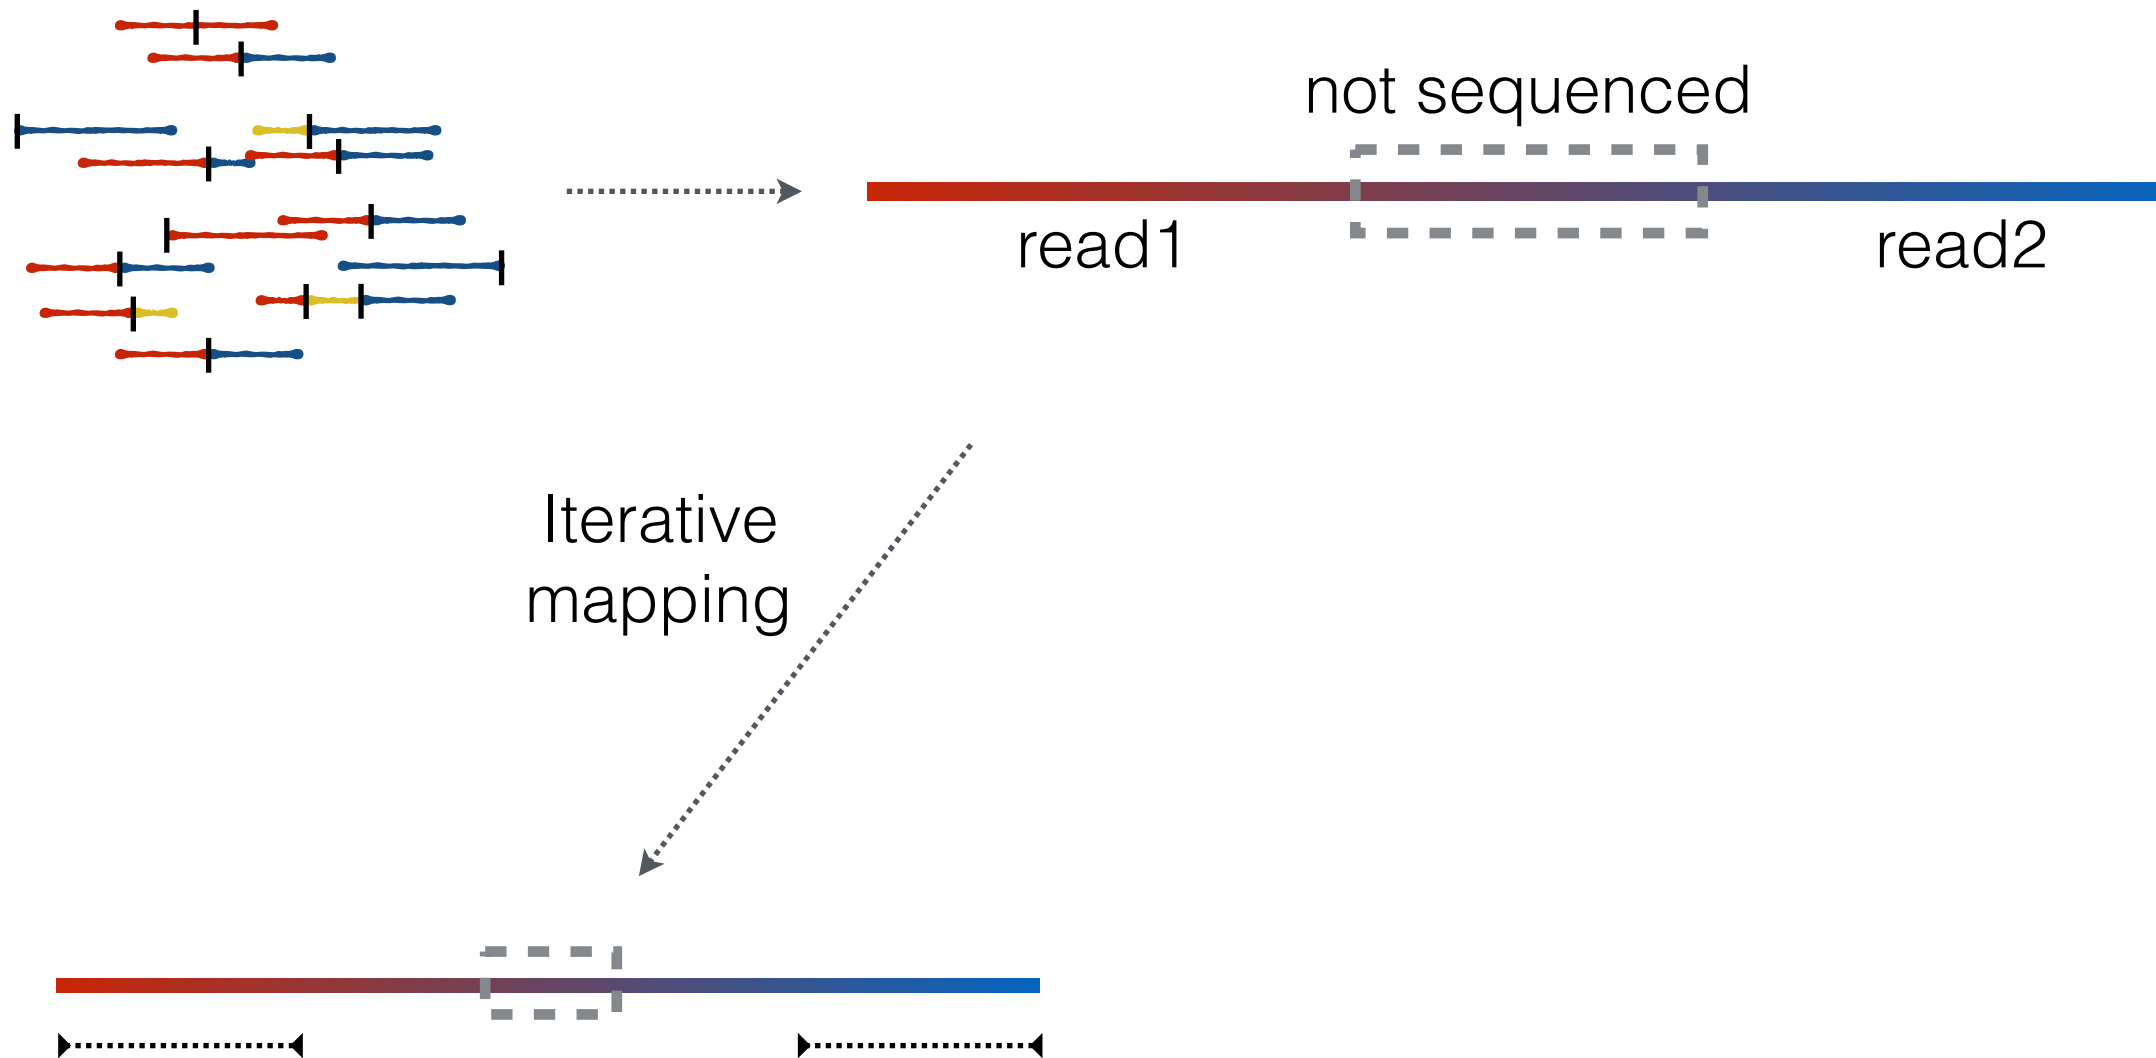 not sequenced
read1
read2
Iterative
mapping